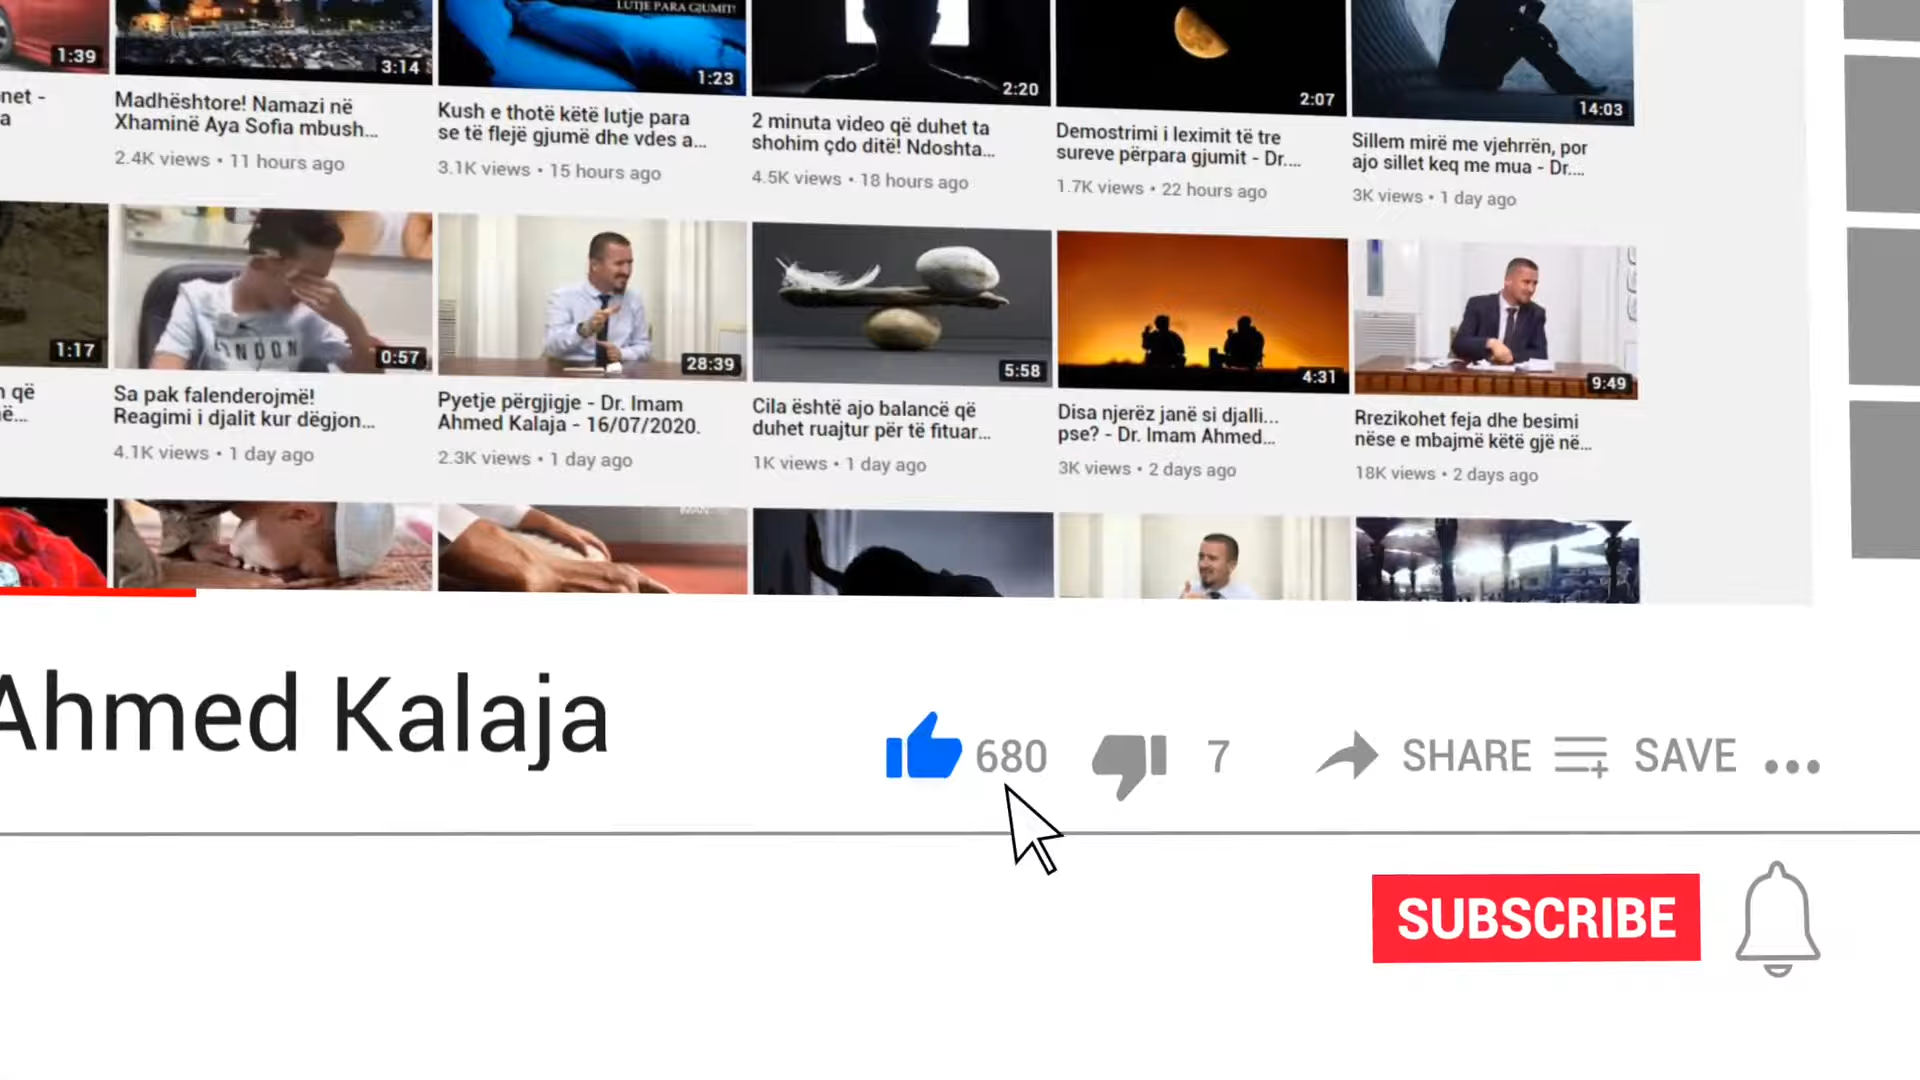 LUTJE PARA GJUMIT!
1:39
3:14
1:23
2:20
2:07
14:03
net -
a
Madhështore! Namazi në
Xhaminë Aya Sofia mbush...
2.4K views • 11 hours ago
Kush e thotë këtë lutje para
se të flejë gjumë dhe vdes a...
3.1K views • 15 hours ago
2 minuta video që duhet ta
shohim çdo ditë! Ndoshta...
4.5K views • 18 hours ago
Demostrimi i leximit të tre
sureve përpara gjumit - Dr....
1.7K views • 22 hours ago
Sillem mirë me vjehrrën, por
ajo sillet keq me mua - Dr....
3K views • 1 day ago
1:17
LONDON
0:57
28:39
5:58
4:31
9:49
që
Sa pak falenderojmë!
Reagimi i djalit kur dëgjon...
4.1K views • 1 day ago
Pyetje përgjigje - Dr. Imam
Ahmed Kalaja - 16/07/2020.
2.3K views • 1 day ago
Cila është ajo balancë që
duhet ruajtur për të fituar...
1K views • 1 day ago
Disa njerëz janë si djalli...
pse? - Dr. Imam Ahmed...
3K views • 2 days ago
Rrezikohet feja dhe besimi
nëse e mbajmë këtë gjë në...
18K views • 2 days ago
Ahmed Kalaja
680
7
SHARE
SAVE
SUBSCRIBE